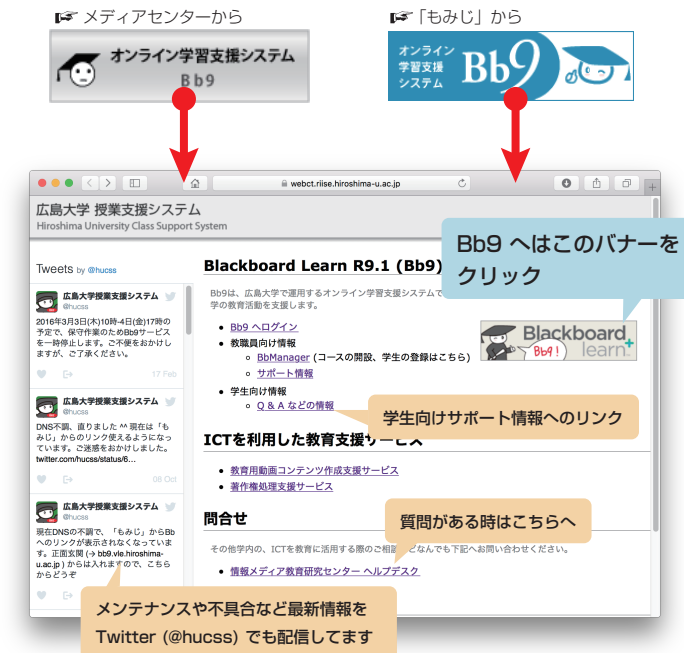 ☞ メディアセンターから
☞「もみじ」から
オンライン学習支援システム
Bb9
オンライン
学習支援
システム
Bb9
webct.riise.hiroshima-u.ac.jp
広島大学 授業支援システム
Hiroshima University Class Support System
Bb9 へはこのバナーを
クリック
Tweets by @hucss
広島大学授業支援システム
@hucss
2016年3月3日(木)10時-4日(金)17時の
予定で、保守作業のためBb9サービス
を一時停止します。ご不便をおかけし
ますが、ご了承ください。
17 Feb
広島大学授業支援システム
@hucss
DNS不調、直りました ^^ 現在は「も
みじ」からのリンク使えるようになっ
ています。ご迷惑をおかけしました。
twitter.com/hucss/status/6…
08 Oct
広島大学授業支援システム
@hucss
現在DNSの不調で、「もみじ」からBb
へのリンクが表示されなくなっていま
す。正面玄関 (→ bb9.vle.hiroshima-
u.ac.jp ) からは入れますので、こちら
からどうぞ
メンテナンスや不具合など最新情報を
Twitter (@hucss) でも配信してます
Blackboard Learn R9.1 (Bb9)
Bb9は、広島大学で運用するオンライン学習支援システムで
学の教育活動を支援します。
• Bb9 へログイン
• 教職員向け情報
○ BbManager (コースの開設、学生の登録はこちら)
○ サポート情報
• 学生向け情報
○ Q & A などの情報
Blackboard
learn
Bb9!
学生向けサポート情報へのリンク
ICTを利用した教育支援サービス
• 教育用動画コンテンツ作成支援サービス
• 著作権処理支援サービス
問合せ
質問がある時はこちらへ
その他学内の、ICTを教育に活用する際のご相談 どなんでも下記へお問い合わせください。
• 情報メディア教育研究センター ヘルプデスク